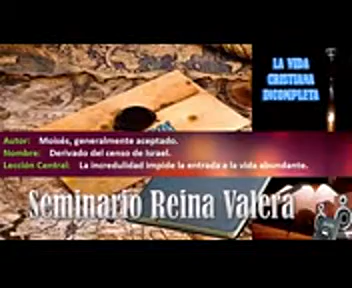 LA VIDA
CRISTIANA
DICOMPLETA
Autor: Moisés, generalmente aceptado.
Nombre: Derivado del censo de Israel.
Lección Central: La incredulidad impide la entrada a la vida abundante.
Seminario Reina Valera